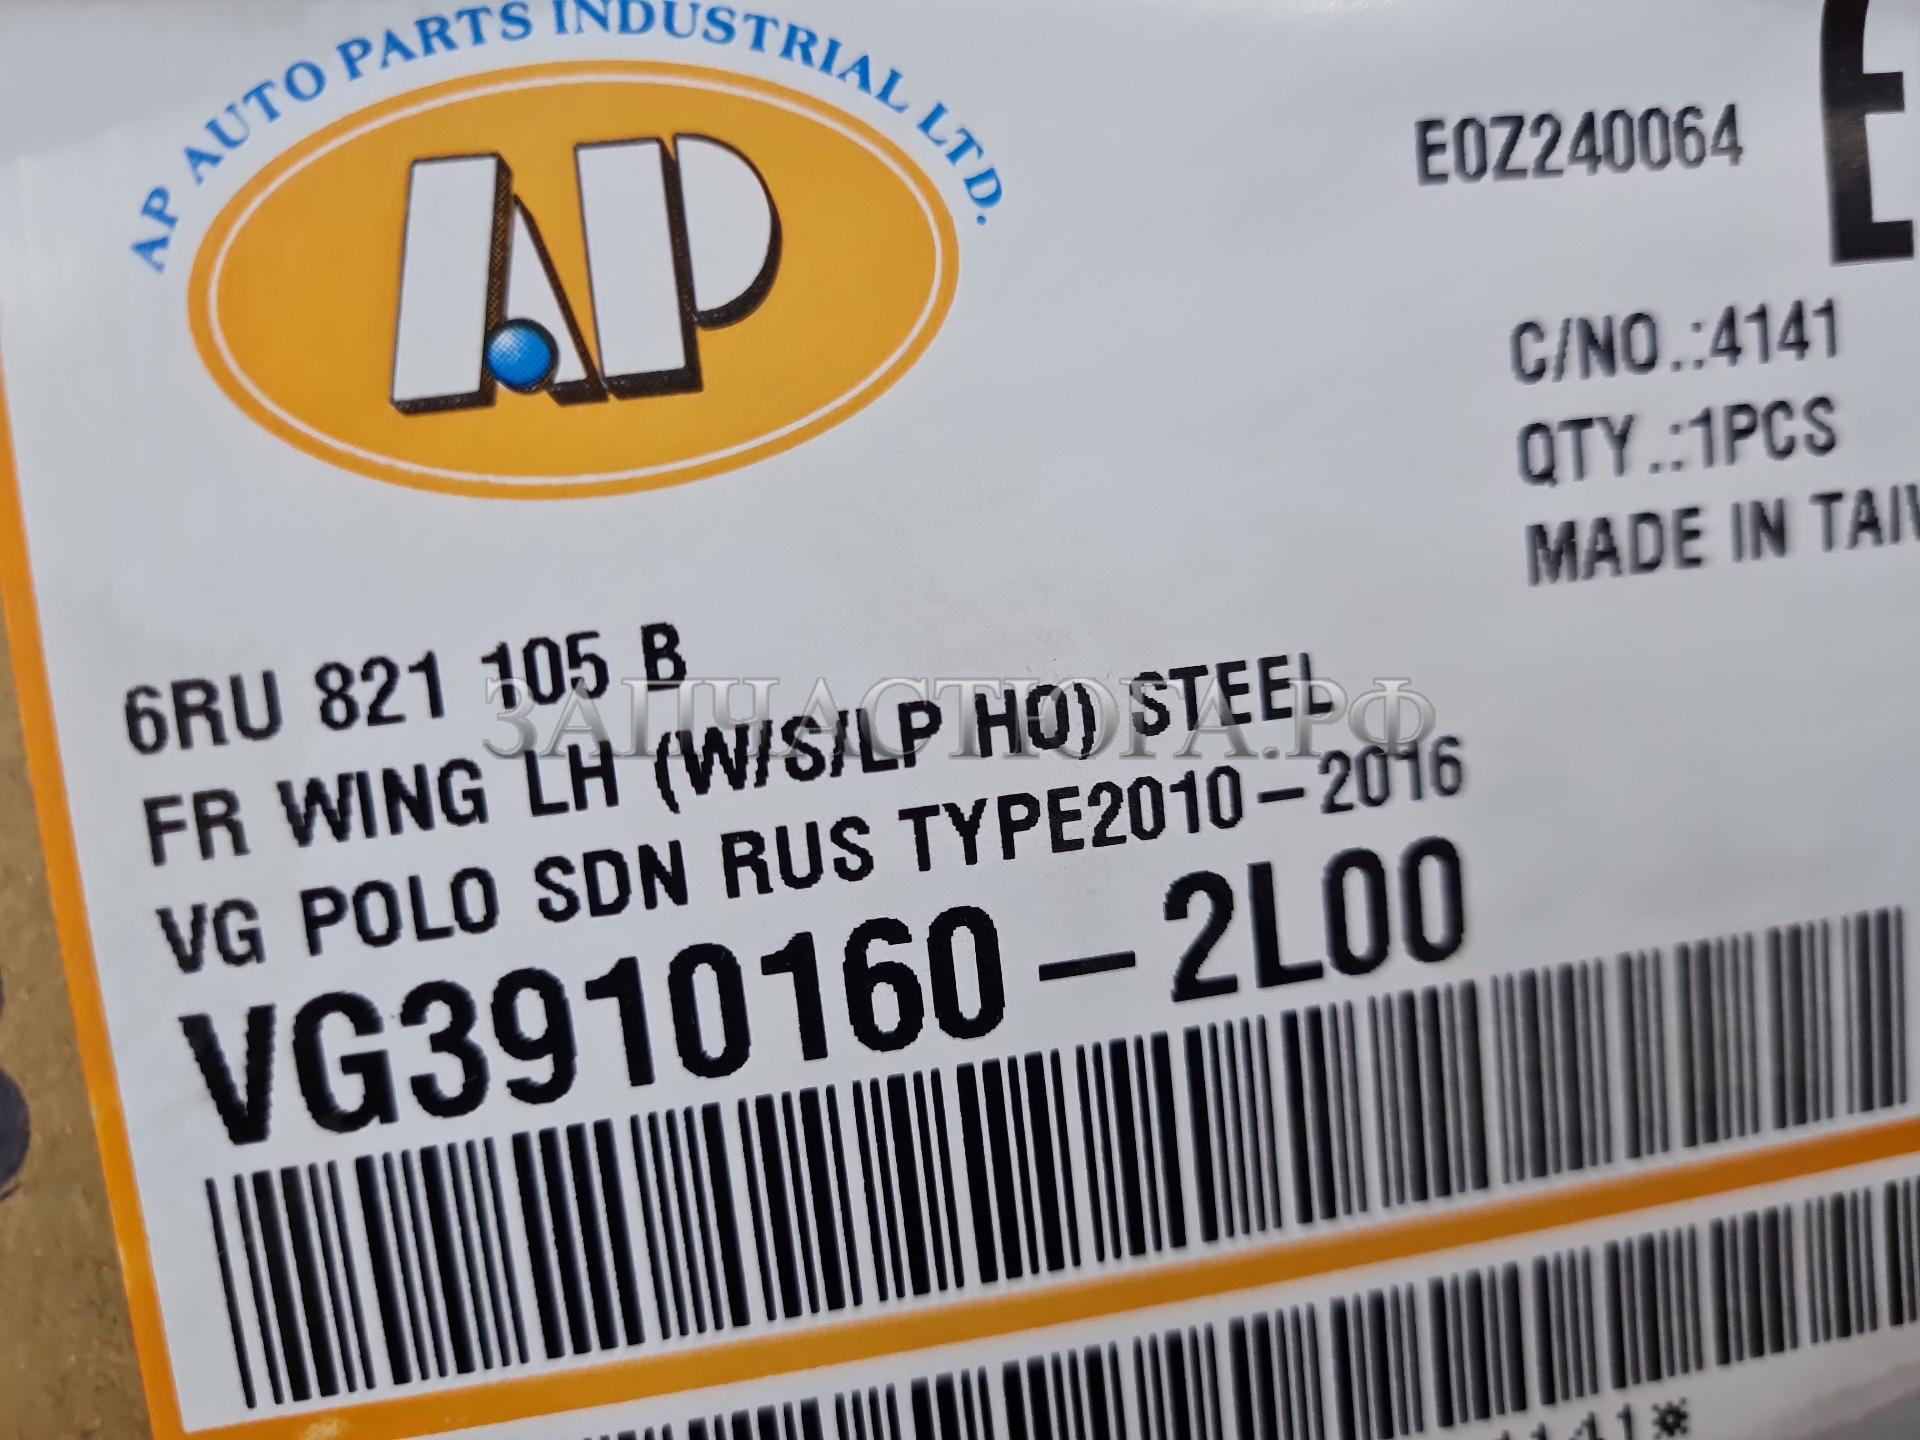 AP AUTO PARTS INDUSTRIAL LTD.
AP
E0Z240064
E
C/NO.:4141
QTY.:1PCS
MADE IN
6RU 821 105 B
ЗАПЧАСТЮГА.РФ
FR WING LH (W/S/LP HO) STEEL
VG POLO SDN RUS TYPE2010-2016
VG3910160-2L00